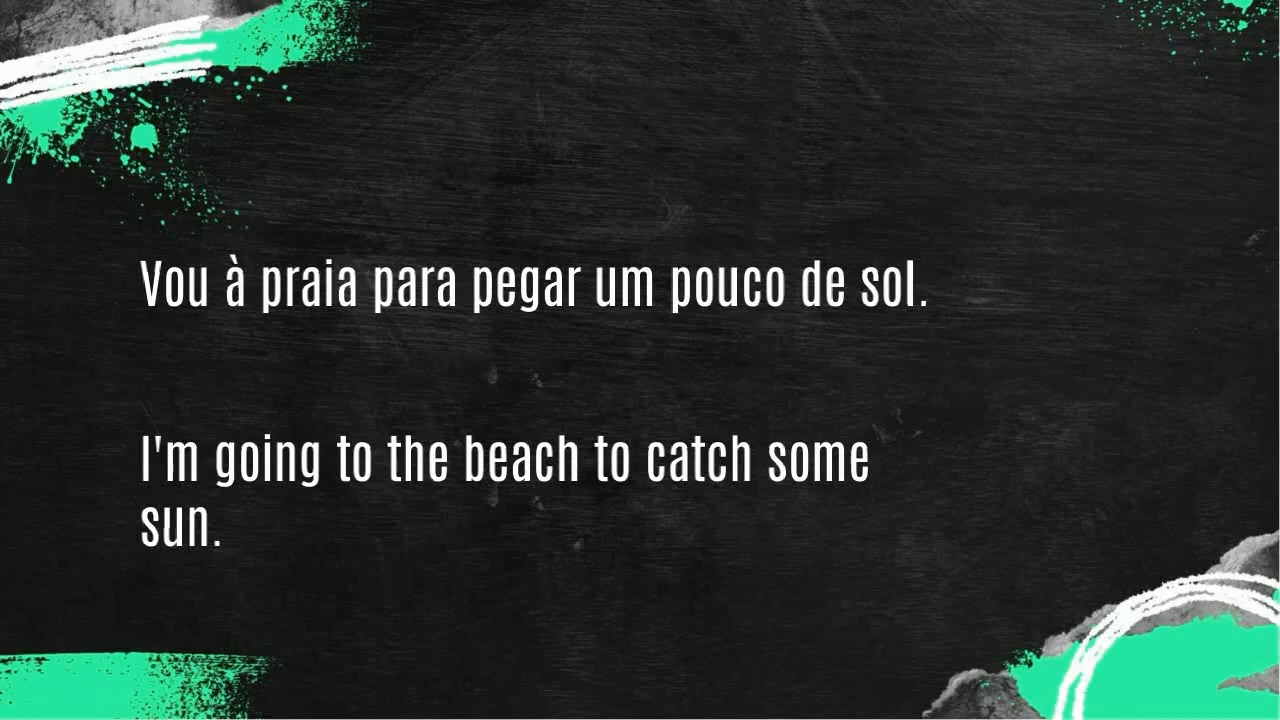 Vou à praia para pegar um pouco de sol.
I'm going to the beach to catch some
sun.